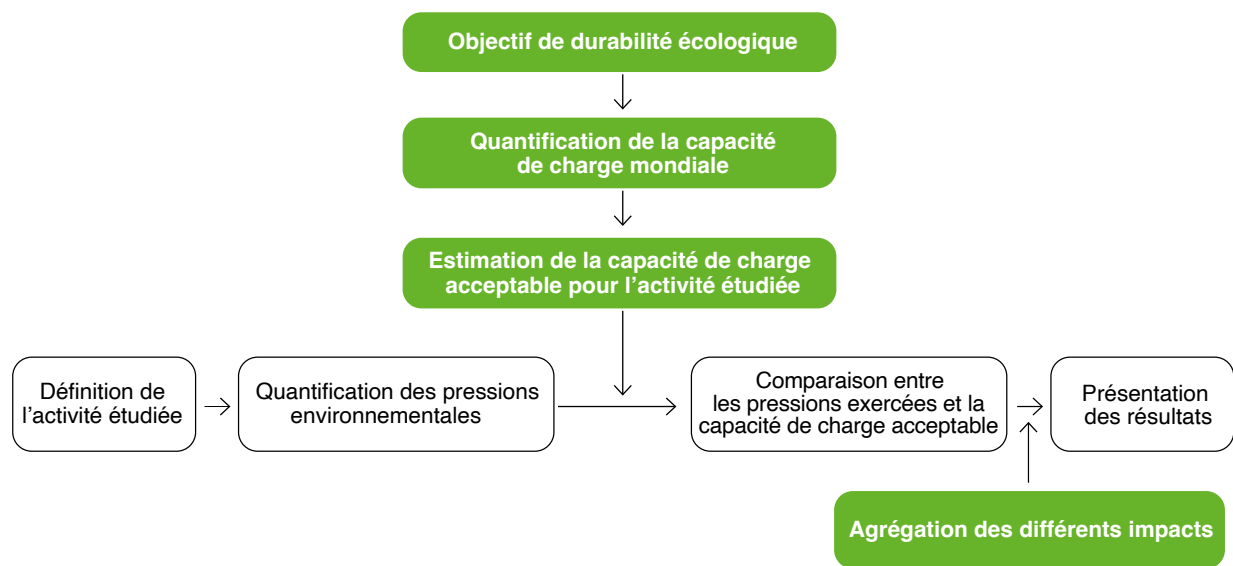 Objectif de durabilité écologique
Quantification de la capacité
de charge mondiale
Estimation de la capacité de charge
acceptable pour l’activité étudiée
Définition de
l’activité étudiée
Quantification des pressions
environnementales
Comparaison entre
les pressions exercées et la
capacité de charge acceptable
Présentation
des résultats
Agrégation des différents impacts